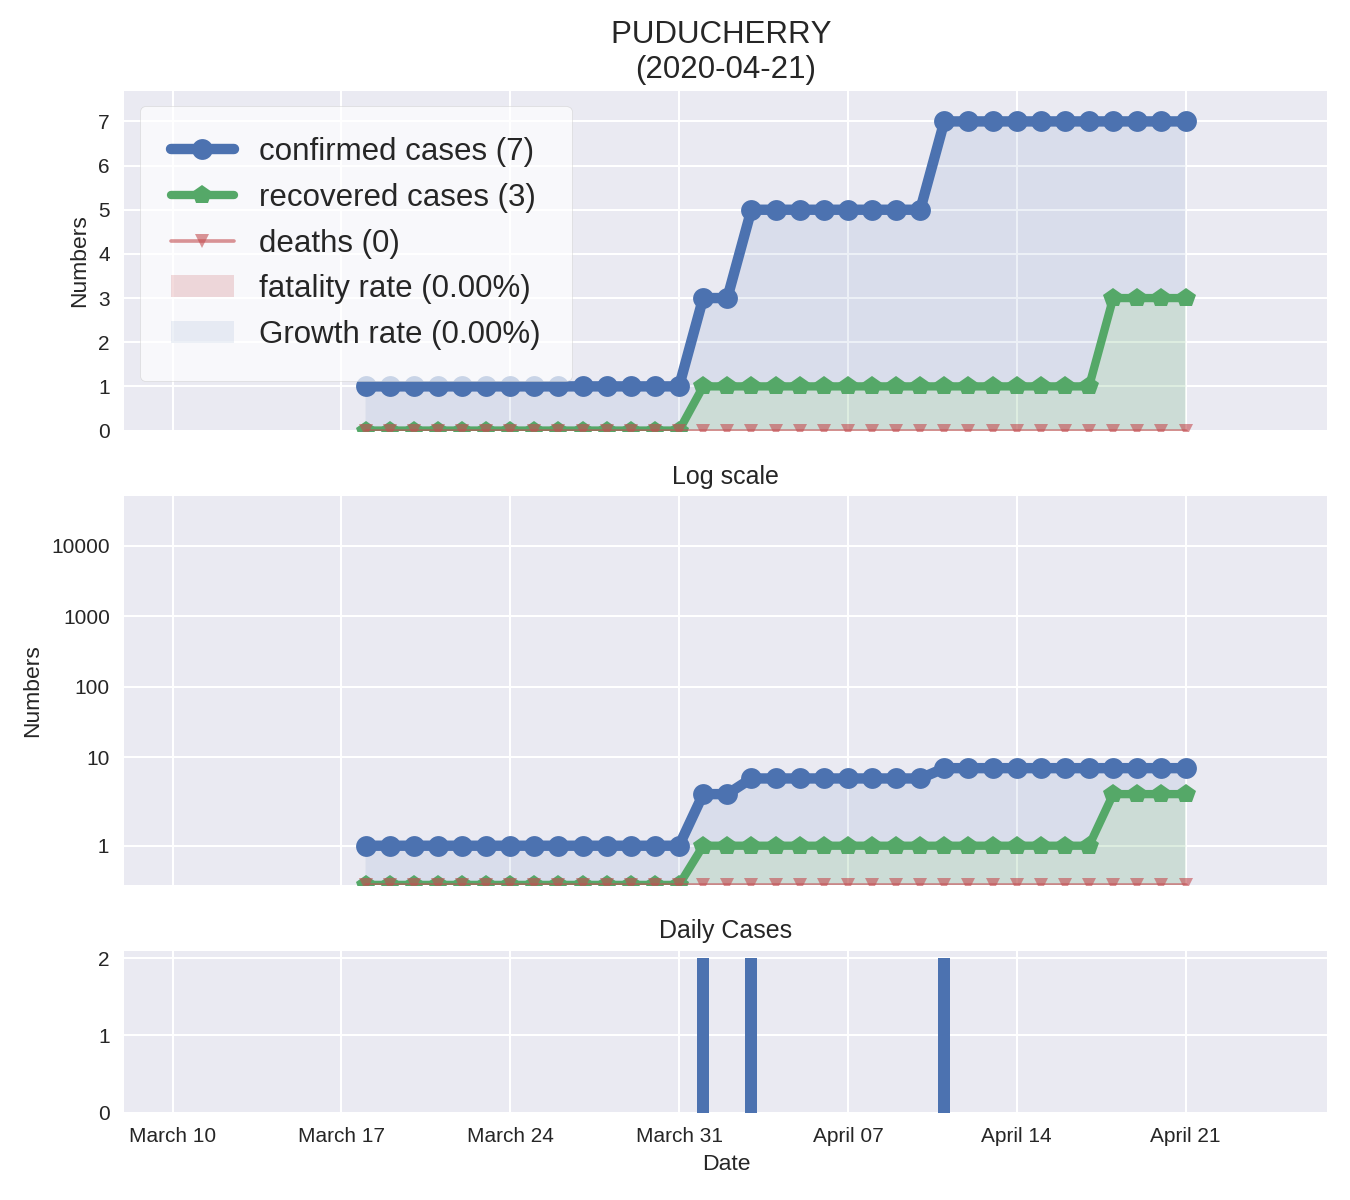 PUDUCHERRY
(2020-04-21)
Numbers
7
6
5
4
3
2
1
0
confirmed cases (7)
recovered cases (3)
deaths (0)
fatality rate (0.00%)
Growth rate (0.00%)
Log scale
Numbers
10000
1000
100
10
1
Daily Cases
2
1
0
March 10 March 17 March 24 March 31 April 07 April 14 April 21
Date